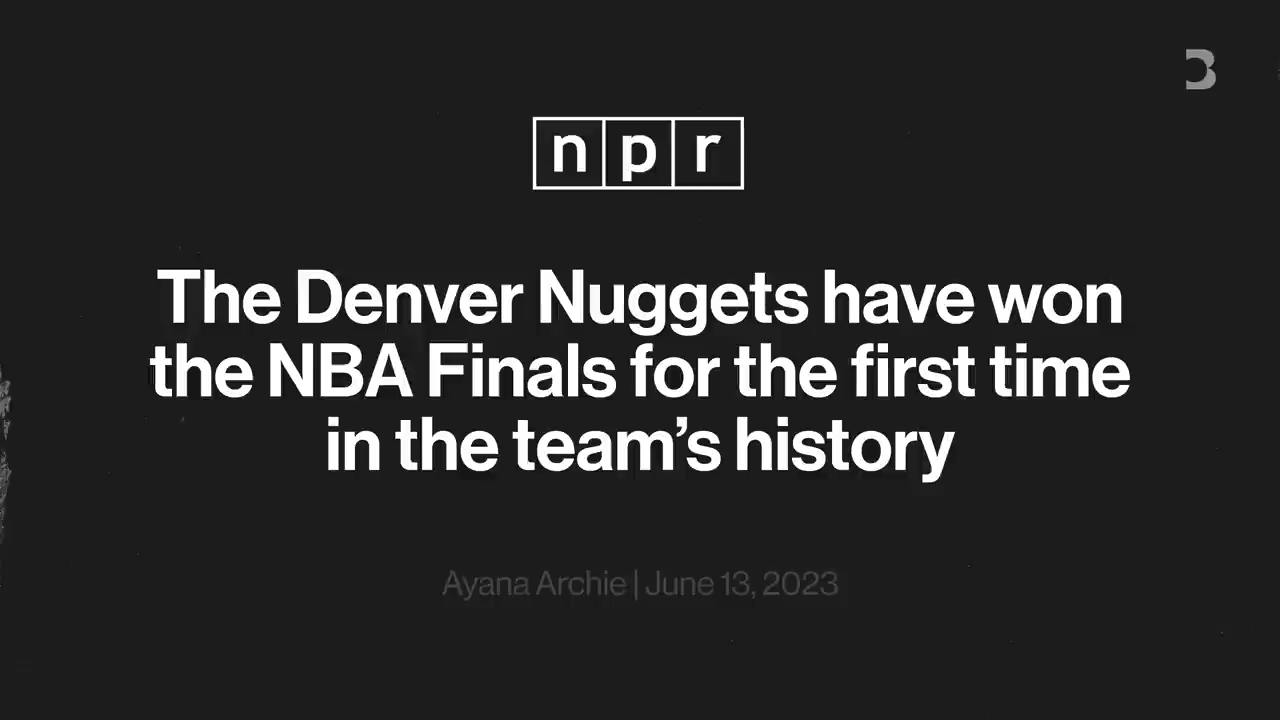 npr
The Denver Nuggets have won
the NBA Finals for the first time
in the team’s history
Ayana Archie | June 13, 2023